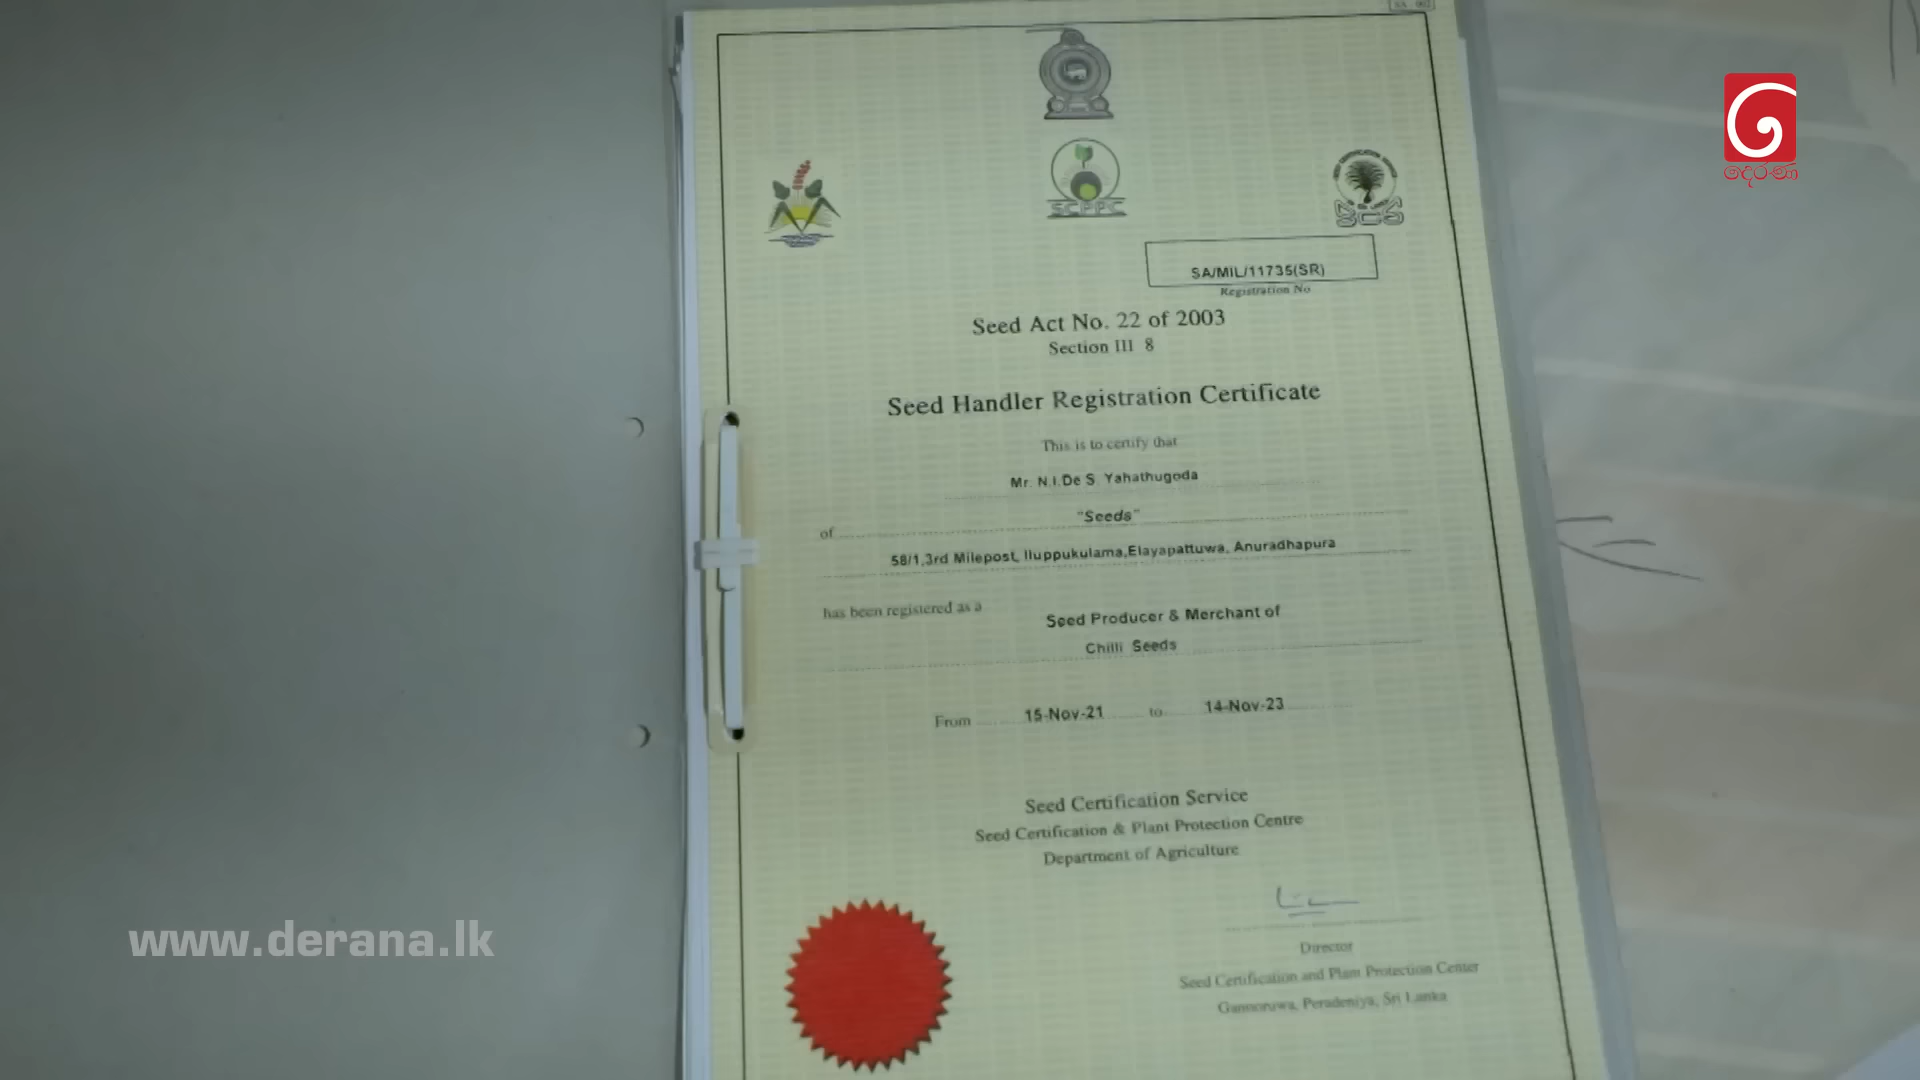 දෙරණ
SCPPC
SCS
SA/MIL/11735(SR)
Registration No
Seed Act No. 22 of 2003
Section III 8
Seed Handler Registration Certificate
This is to certify that
Mr. N.I.De S. Yahathugoda
of "Seeds"
58/1,3rd Milepost, Iluppukulama,Elayapattuwa, Anuradhapura
has been registered as a Seed Producer & Merchant of
Chilli Seeds
From 15-Nov-21 to 14-Nov-23
Seed Certification Service
Seed Certification & Plant Protection Centre
Department of Agriculture
Director
Seed Certification and Plant Protection Center
Gannoruwa, Peradeniya, Sri Lanka
www.derana.lk